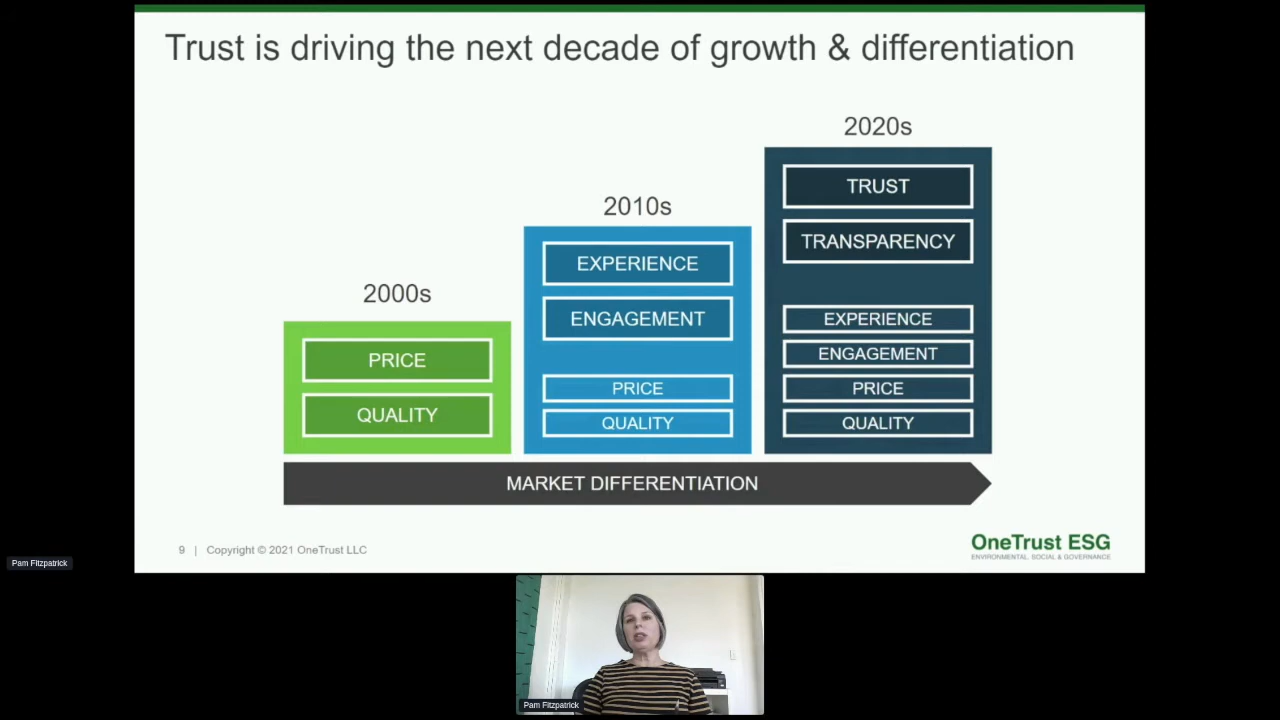 Trust is driving the next decade of growth & differentiation
2000s
PRICE
QUALITY
2010s
EXPERIENCE
ENGAGEMENT
PRICE
QUALITY
2020s
TRUST
TRANSPARENCY
EXPERIENCE
ENGAGEMENT
PRICE
QUALITY
MARKET DIFFERENTIATION
9 | Copyright © 2021 OneTrust LLC
OneTrust ESG
ENVIRONMENTAL, SOCIAL & GOVERNANCE
Pam Fitzpatrick
Pam Fitzpatrick